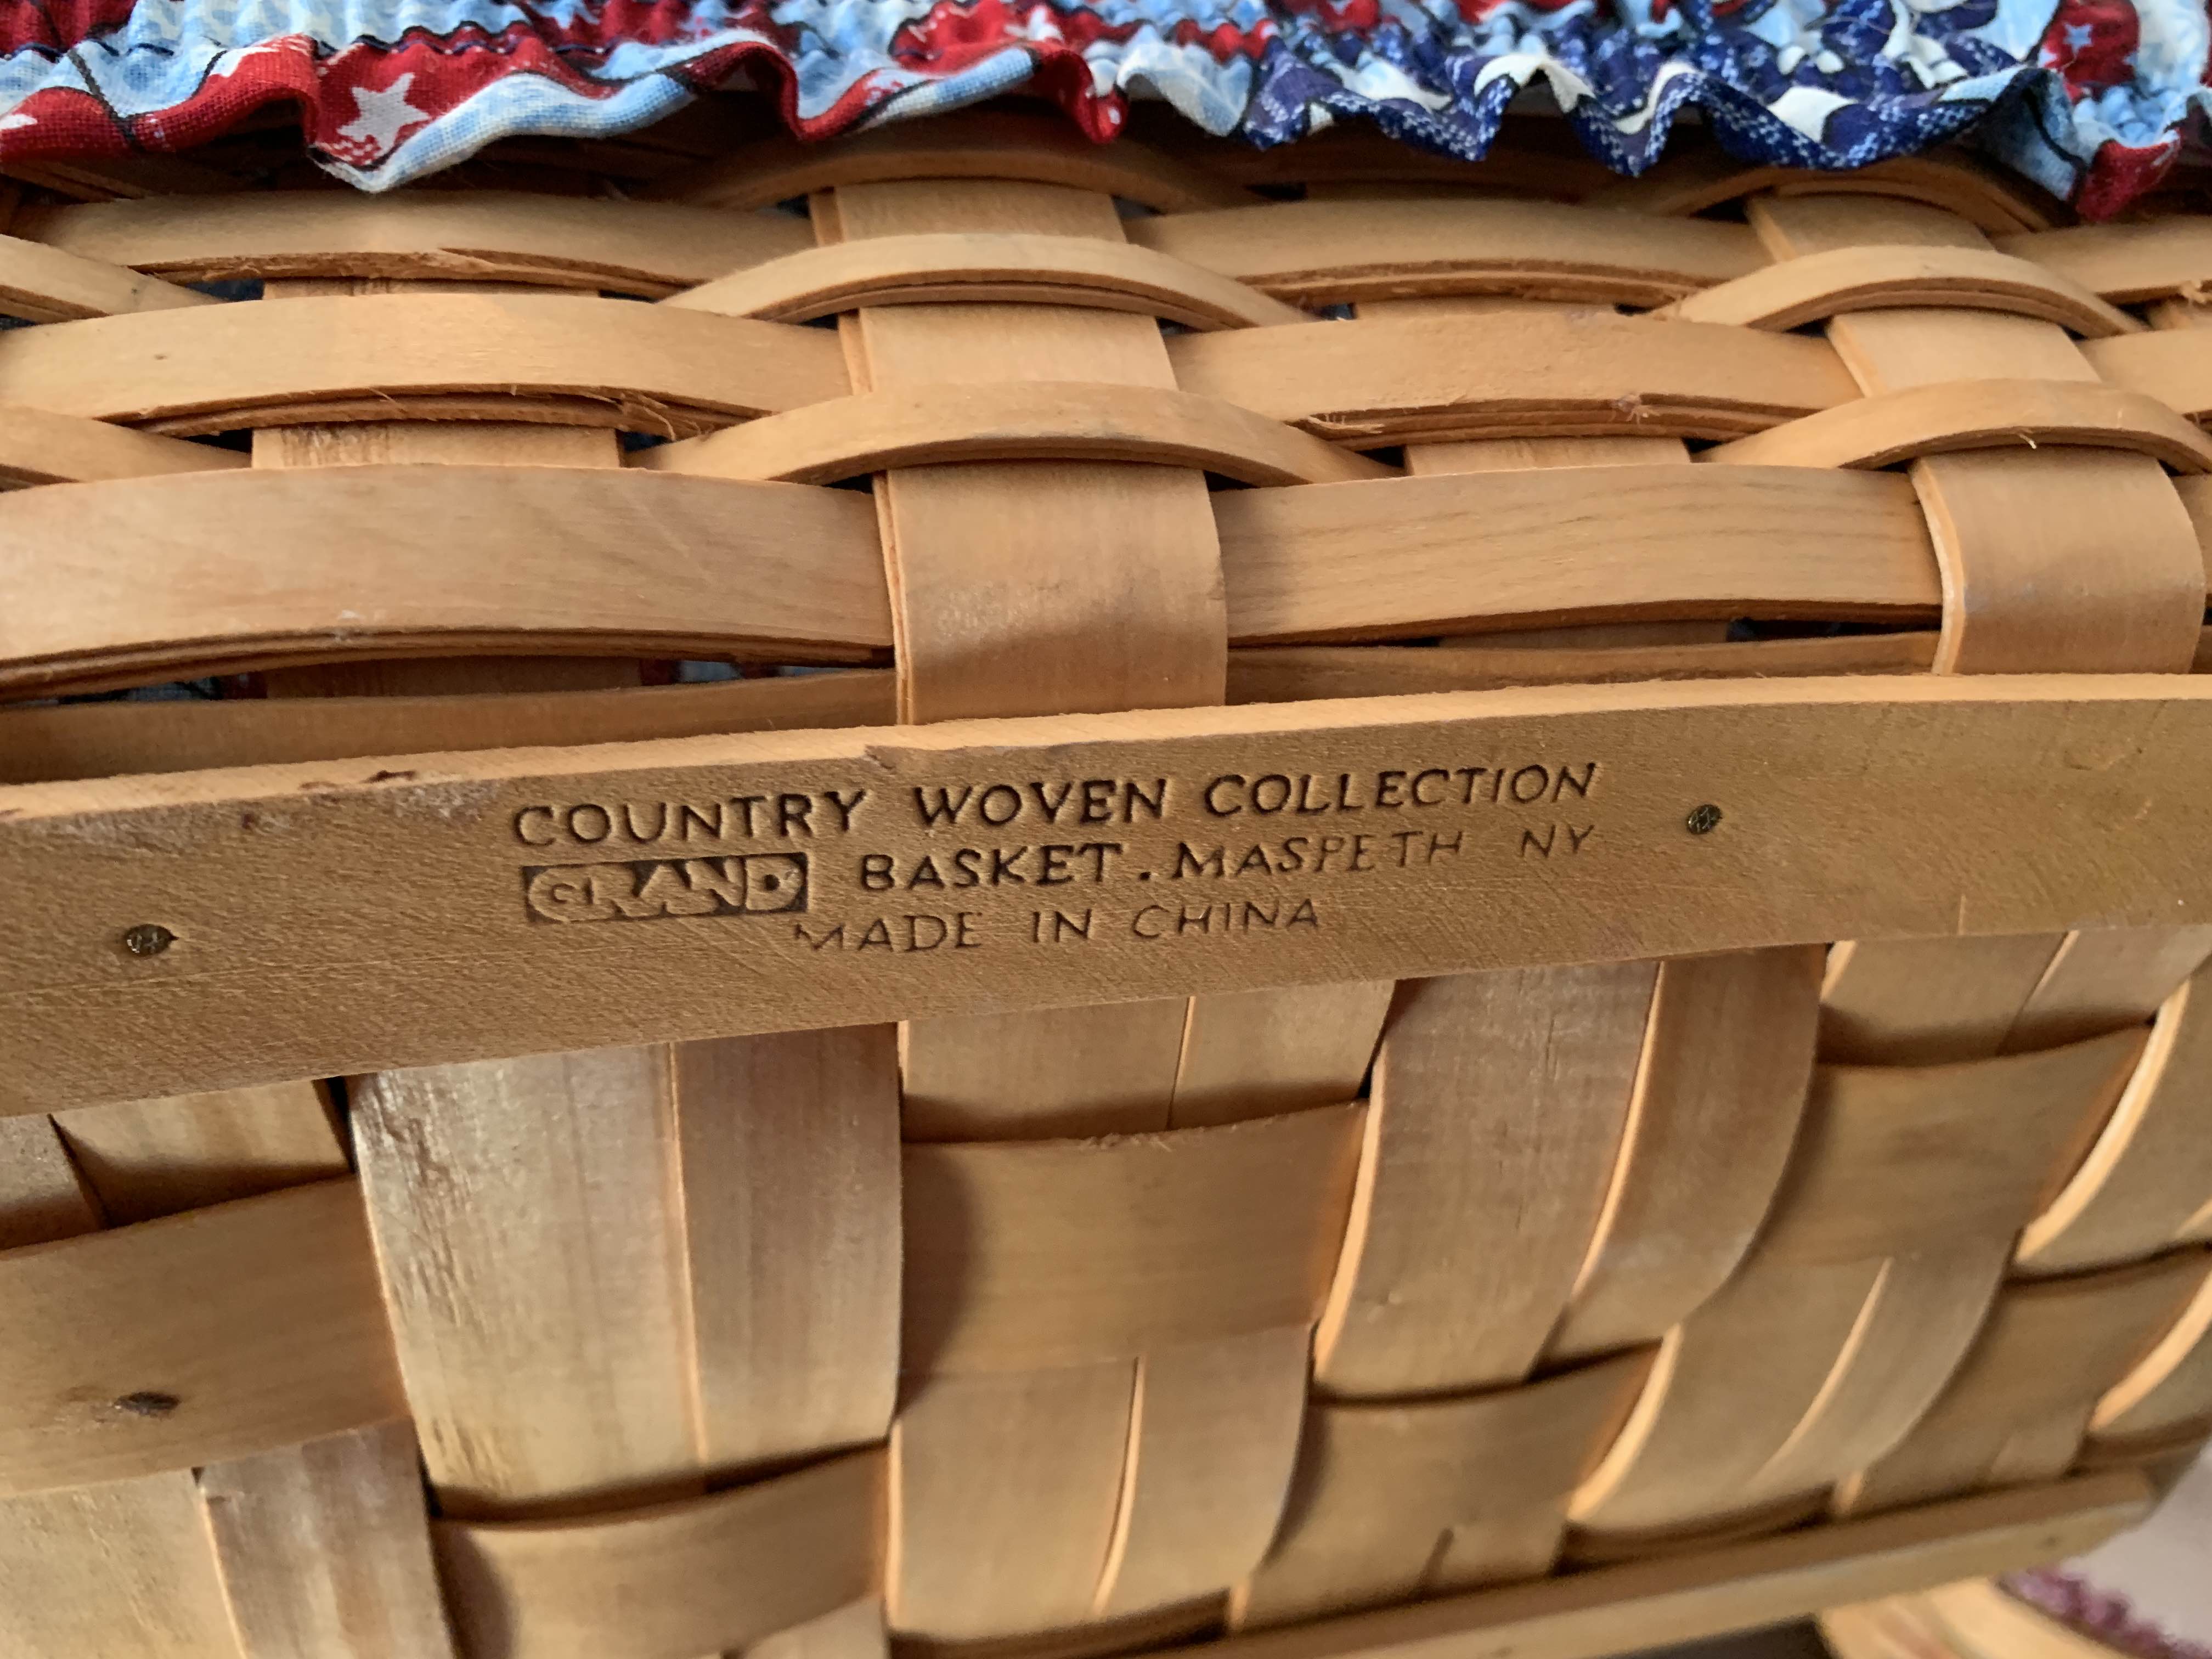 COUNTRY WOVEN COLLECTION
GRAND BASKET. MASPETH NY
MADE IN CHINA